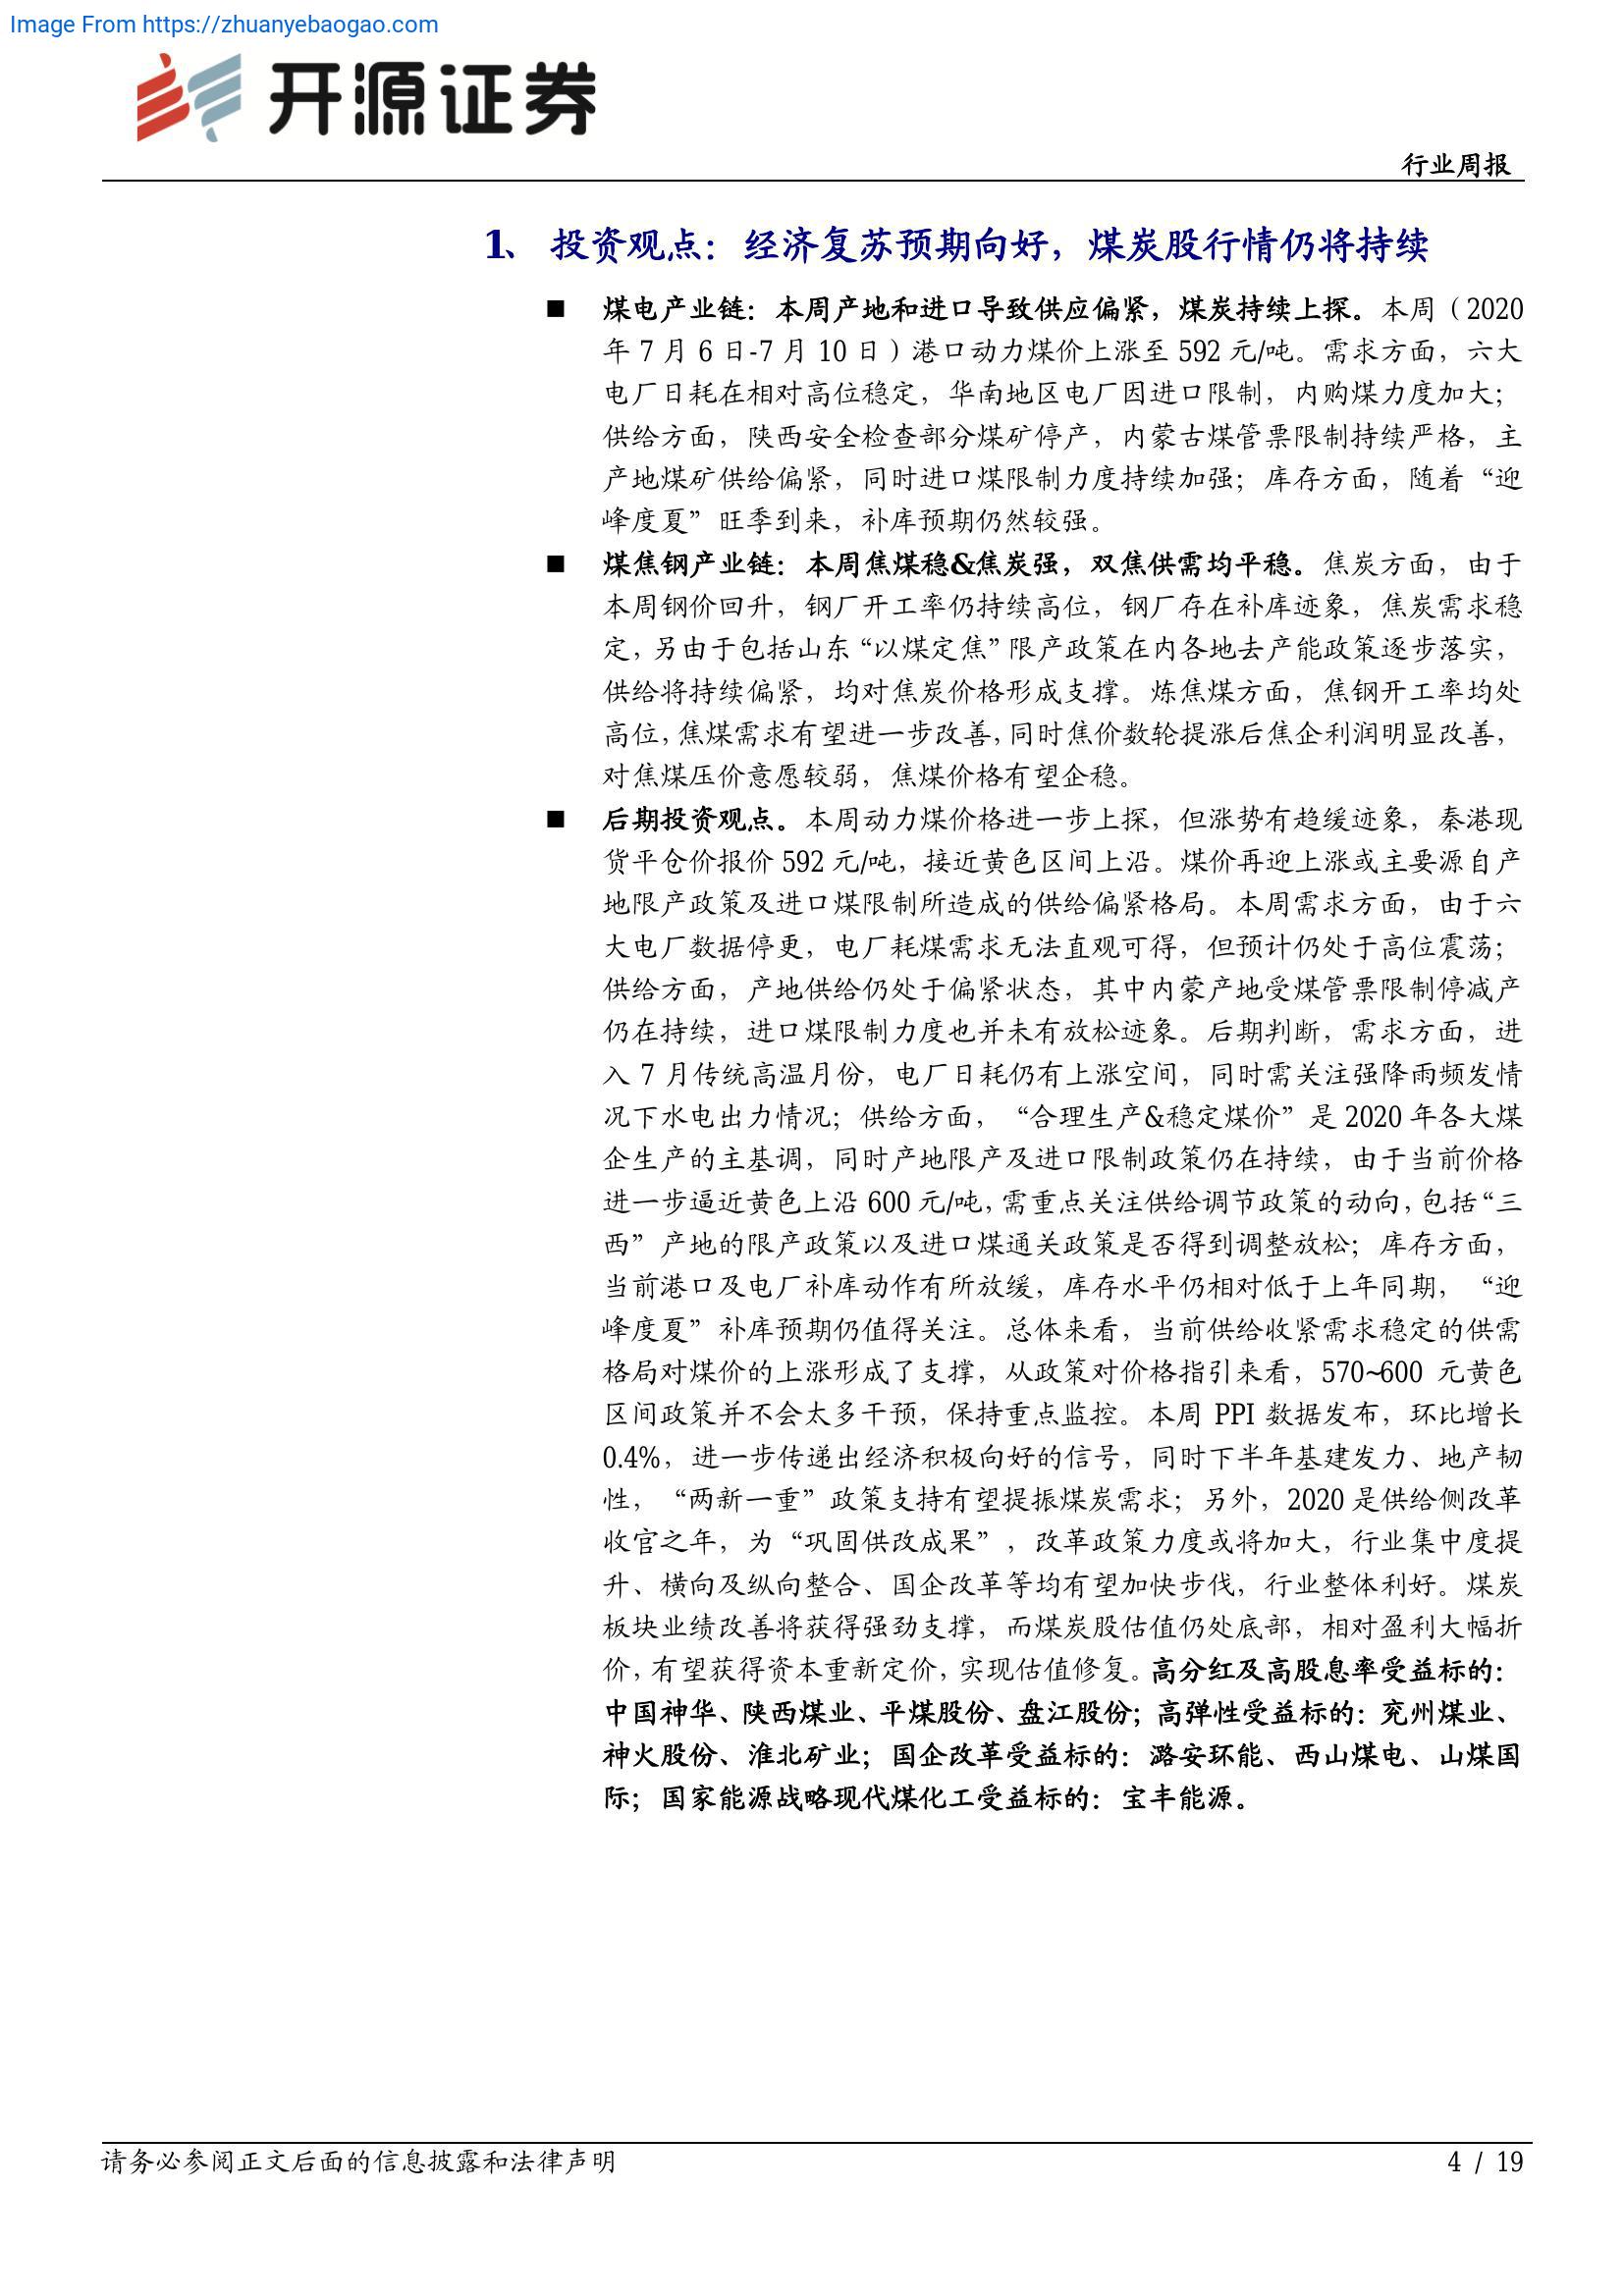 Image From https://zhuanyebaogao.com
开源证券
行业周报
1、 投资观点：经济复苏预期向好，煤炭股行情仍将持续
■ 煤电产业链：本周产地和进口导致供应偏紧，煤炭持续上探。本周（2020
年 7 月 6 日-7 月 10 日）港口动力煤价上涨至 592 元/吨。需求方面，六大
电厂日耗在相对高位稳定，华南地区电厂因进口限制，内购煤力度加大；
供给方面，陕西安全检查部分煤矿停产，内蒙古煤管票限制持续严格，主
产地煤矿供给偏紧，同时进口煤限制力度持续加强；库存方面，随着“迎
峰度夏”旺季到来，补库预期仍然较强。
■ 煤焦钢产业链：本周焦煤稳&焦炭强，双焦供需均平稳。焦炭方面，由于
本周钢价回升，钢厂开工率仍持续高位，钢厂存在补库迹象，焦炭需求稳
定，另由于包括山东“以煤定焦”限产政策在内各地去产能政策逐步落实，
供给将持续偏紧，均对焦炭价格形成支撑。炼焦煤方面，焦钢开工率均处
高位，焦煤需求有望进一步改善，同时焦价数轮提涨后焦企利润明显改善，
对焦煤压价意愿较弱，焦煤价格有望企稳。
■ 后期投资观点。本周动力煤价格进一步上探，但涨势有趋缓迹象，秦港现
货平仓价报价 592 元/吨，接近黄色区间上沿。煤价再迎上涨或主要源自产
地限产政策及进口煤限制所造成的供给偏紧格局。本周需求方面，由于六
大电厂数据停更，电厂耗煤需求无法直观可得，但预计仍处于高位震荡；
供给方面，产地供给仍处于偏紧状态，其中内蒙产地受煤管票限制停减产
仍在持续，进口煤限制力度也并未有放松迹象。后期判断，需求方面，进
入 7 月传统高温月份，电厂日耗仍有上涨空间，同时需关注强降雨频发情
况下水电出力情况；供给方面，“合理生产&稳定煤价”是 2020 年各大煤
企生产的主基调，同时产地限产及进口限制政策仍在持续，由于当前价格
进一步逼近黄色上沿 600 元/吨，需重点关注供给调节政策的动向，包括“三
西”产地的限产政策以及进口煤通关政策是否得到调整放松；库存方面，
当前港口及电厂补库动作有所放缓，库存水平仍相对低于上年同期，“迎
峰度夏”补库预期仍值得关注。总体来看，当前供给收紧需求稳定的供需
格局对煤价的上涨形成了支撑，从政策对价格指引来看，570~600 元黄色
区间政策并不会太多干预，保持重点监控。本周 PPI 数据发布，环比增长
0.4%，进一步传递出经济积极向好的信号，同时下半年基建发力、地产韧
性，“两新一重”政策支持有望提振煤炭需求；另外，2020 是供给侧改革
收官之年，为“巩固供改成果”，改革政策力度或将加大，行业集中度提
升、横向及纵向整合、国企改革等均有望加快步伐，行业整体利好。煤炭
板块业绩改善将获得强劲支撑，而煤炭股估值仍处底部，相对盈利大幅折
价，有望获得资本重新定价，实现估值修复。高分红及高股息率受益标的：
中国神华、陕西煤业、平煤股份、盘江股份；高弹性受益标的：兖州煤业、
神火股份、淮北矿业；国企改革受益标的：潞安环能、西山煤电、山煤国
际；国家能源战略现代煤化工受益标的：宝丰能源。
请务必参阅正文后面的信息披露和法律声明
4 / 19